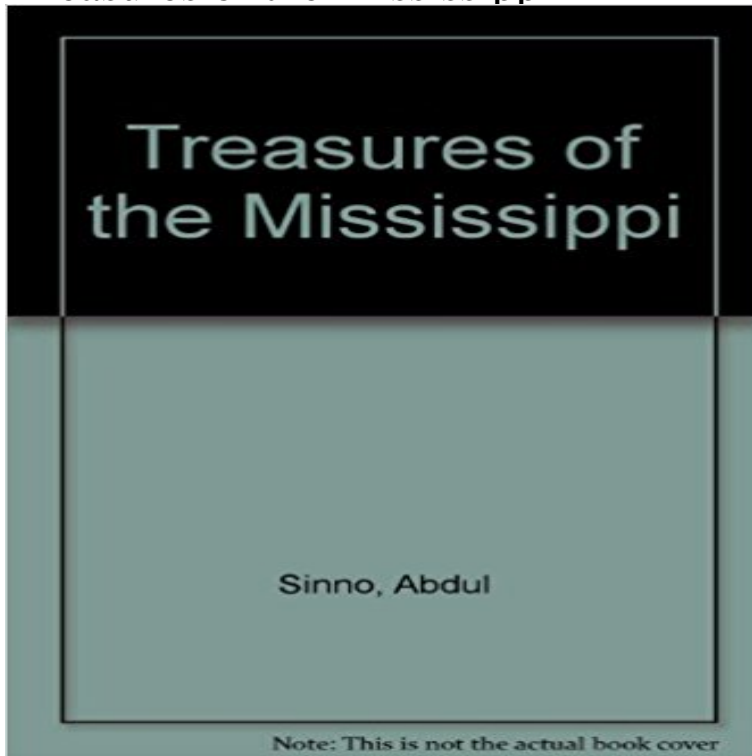 Treasures of
the Mississippi
Sinno, Abdul
Note: This is not the actual book cover